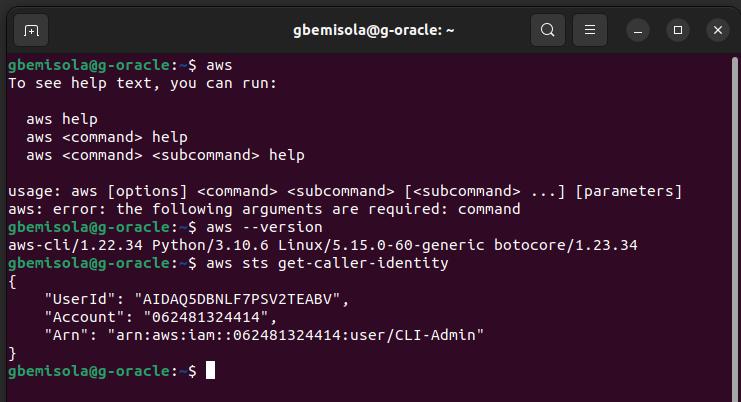 gbemisola@g-oracle: ~
gbemisola@g-oracle:~$ aws
To see help text, you can run:
  aws help
  aws <command> help
  aws <command> <subcommand> help
usage: aws [options] <command> <subcommand> [<subcommand> ...] [parameters]
aws: error: the following arguments are required: command
gbemisola@g-oracle:~$ aws --version
aws-cli/1.22.34 Python/3.10.6 Linux/5.15.0-60-generic botocore/1.23.34
gbemisola@g-oracle:~$ aws sts get-caller-identity
{
    "UserId": "AIDAQ5DBNLF7PSV2TEABV",
    "Account": "062481324414",
    "Arn": "arn:aws:iam::062481324414:user/CLI-Admin"
}
gbemisola@g-oracle:~$